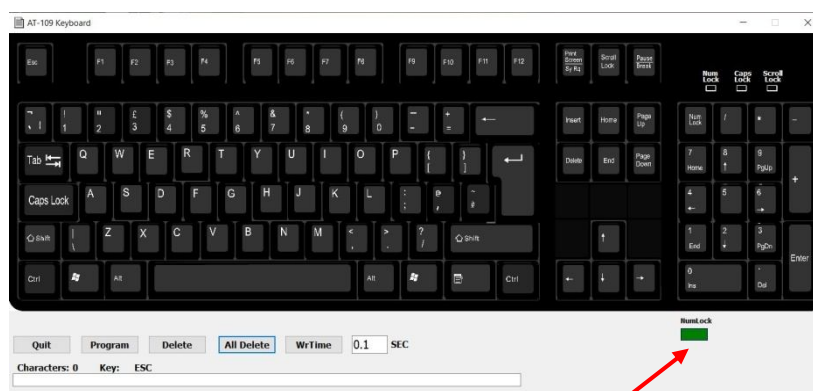 AT-109 Keyboard
Esc F1 F2 F3 F4 F5 F6 F7 F8 F9 F10 F11 F12 Print Screen Sy Rq Scroll Lock Pause Break
Num Lock Caps Lock Scroll Lock
¬ ` | ! 1 " 2 £ 3 $ 4 % 5 ^ 6 & 7 * 8 ( 9 ) 0 _ - + = ← Insert Home Page Up Num Lock / * -
Tab Q W E R T Y U I O P { [ } ] Delete End Page Down 7 Home 8 ↑ 9 PgUp +
Caps Lock A S D F G H J K L : ; @ ' ~ # 4 ← 5 6 →
Shift | \ Z X C V B N M < , > . ? / Shift ↑ 1 End 2 ↓ 3 PgDn Enter
Ctrl Alt Alt Ctrl ← ↓ → 0 Ins . Del
NumLock
Quit Program Delete All Delete WrTime 0.1 SEC
Characters: 0 Key: ESC